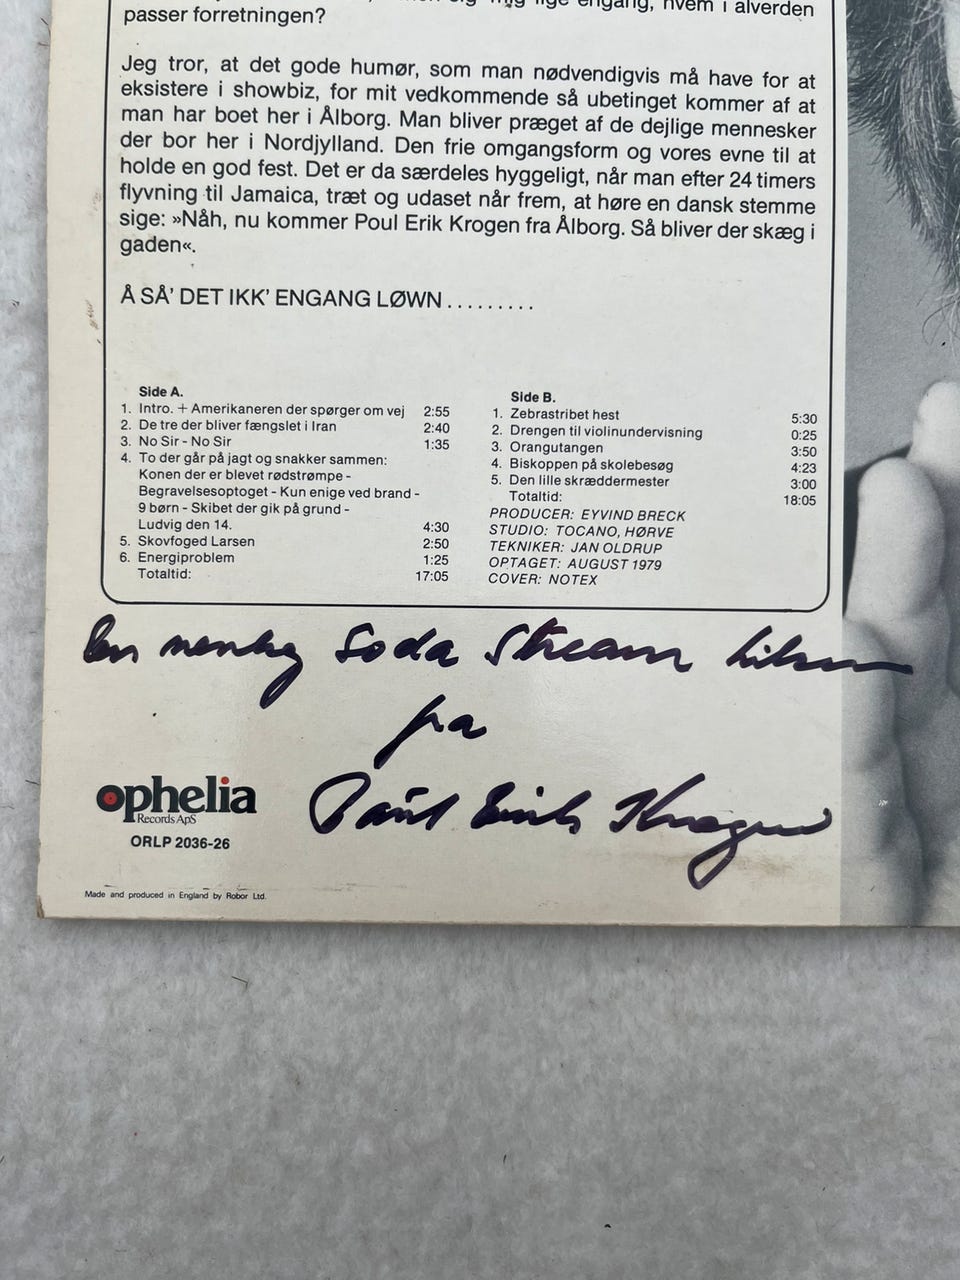 lige engang, hvem i alverden
passer forretningen?
Jeg tror, at det gode humør, som man nødvendigvis må have for at
eksistere i showbiz, for mit vedkommende så ubetinget kommer af at
man har boet her i Ålborg. Man bliver præget af de dejlige mennesker
der bor her i Nordjylland. Den frie omgangsform og vores evne til at
holde en god fest. Det er da særdeles hyggeligt, når man efter 24 timers
flyvning til Jamaica, træt og udaset når frem, at høre en dansk stemme
sige: »Nåh, nu kommer Poul Erik Krogen fra Ålborg. Så bliver der skæg i
gaden«.
Å SÅ' DET IKK' ENGANG LØWN . . . . . . . . .
Side A.
1. Intro. + Amerikaneren der spørger om vej 2:55
2. De tre der bliver fængslet i Iran 2:40
3. No Sir - No Sir 1:35
4. To der går på jagt og snakker sammen:
Konen der er blevet rødstrømpe -
Begravelsesoptoget - Kun enige ved brand -
9 børn - Skibet der gik på grund -
Ludvig den 14. 4:30
5. Skovfoged Larsen 2:50
6. Energiproblem 1:25
Totaltid: 17:05
Side B.
1. Zebrastribet hest 5:30
2. Drengen til violinundervisning 0:25
3. Orangutangen 3:50
4. Biskoppen på skolebesøg 4:23
5. Den lille skræddermester 3:00
Totaltid: 18:05
PRODUCER: EYVIND BRECK
STUDIO: TOCANO, HØRVE
TEKNIKER: JAN OLDRUP
OPTAGET: AUGUST 1979
COVER: NOTEX
Soda Stream hilsen
fra
Poul Erik Krogen
ophelia
Records ApS
ORLP 2036-26
Made and produced in England by Robor Ltd.